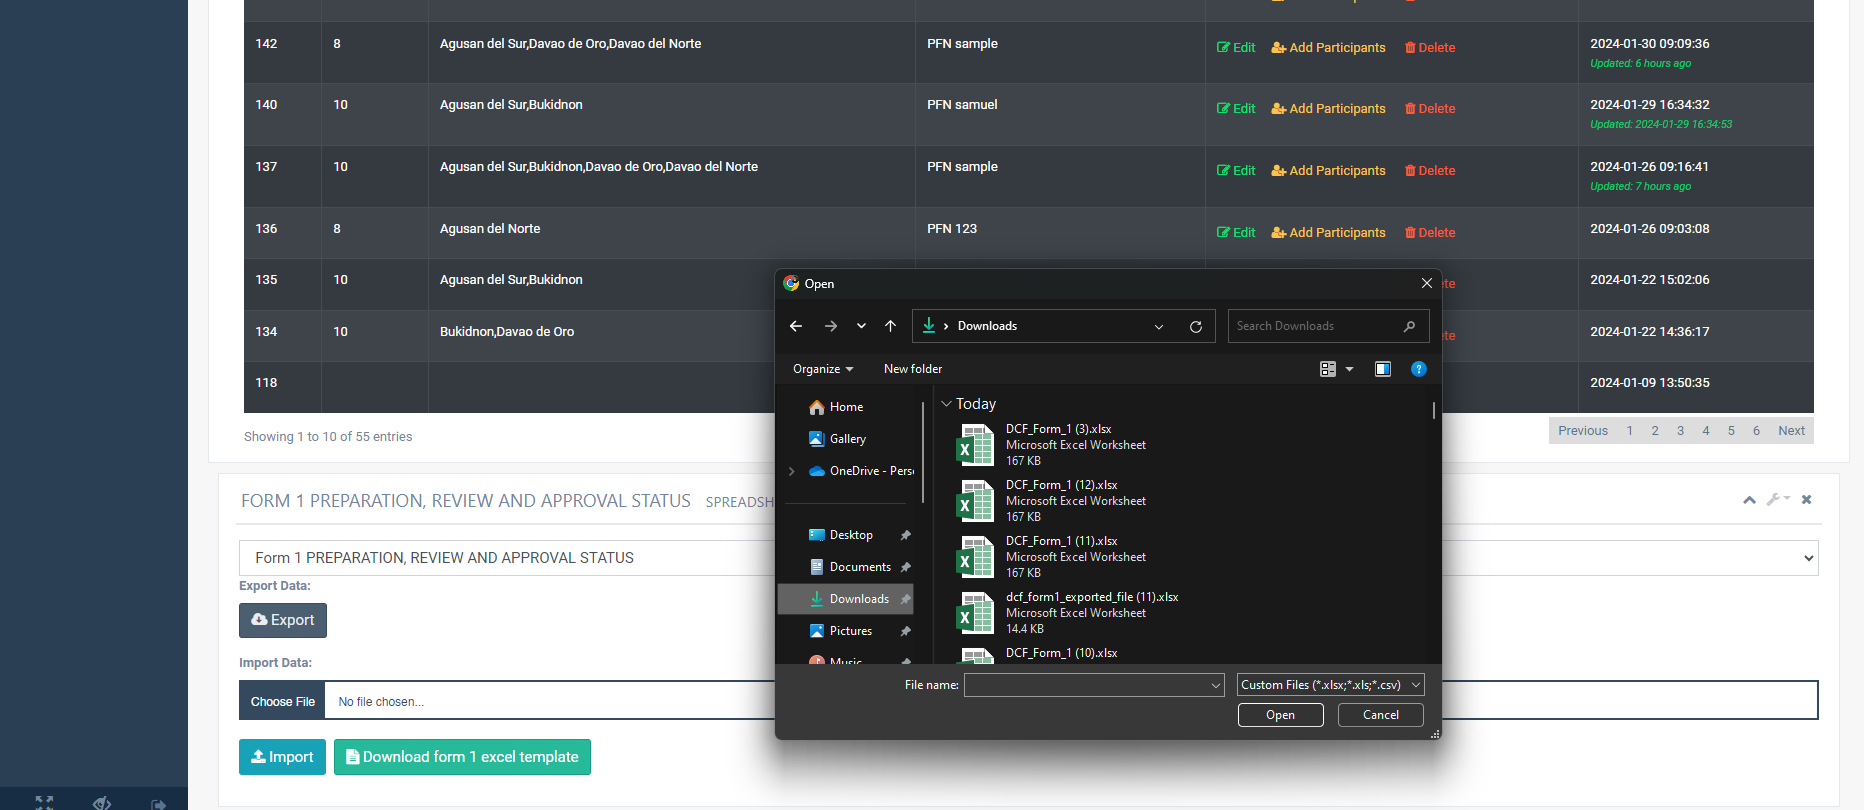 142 8 Agusan del Sur,Davao de Oro,Davao del Norte PFN sample Edit Add Participants Delete 2024-01-30 09:09:36
Updated: 6 hours ago
140 10 Agusan del Sur,Bukidnon PFN samuel Edit Add Participants Delete 2024-01-29 16:34:32
Updated: 2024-01-29 16:34:53
137 10 Agusan del Sur,Bukidnon,Davao de Oro,Davao del Norte PFN sample Edit Add Participants Delete 2024-01-26 09:16:41
Updated: 7 hours ago
136 8 Agusan del Norte PFN 123 Edit Add Participants Delete 2024-01-26 09:03:08
135 10 Agusan del Sur,Bukidnon ete 2024-01-22 15:02:06
134 10 Bukidnon,Davao de Oro ete 2024-01-22 14:36:17
118 2024-01-09 13:50:35
Showing 1 to 10 of 55 entries
Previous 1 2 3 4 5 6 Next
FORM 1 PREPARATION, REVIEW AND APPROVAL STATUS SPREADSH
Form 1 PREPARATION, REVIEW AND APPROVAL STATUS
Export Data:
Export
Import Data:
Choose File No file chosen...
Import Download form 1 excel template
Open
Downloads
Search Downloads
Organize New folder
Home
Gallery
OneDrive - Perso
Desktop
Documents
Downloads
Pictures
Music
Today
DCF_Form_1 (3).xlsx
Microsoft Excel Worksheet
167 KB
DCF_Form_1 (12).xlsx
Microsoft Excel Worksheet
167 KB
DCF_Form_1 (11).xlsx
Microsoft Excel Worksheet
167 KB
dcf_form1_exported_file (11).xlsx
Microsoft Excel Worksheet
14.4 KB
DCF_Form_1 (10).xlsx
File name: Custom Files (*.xlsx;*.xls;*.csv)
Open Cancel